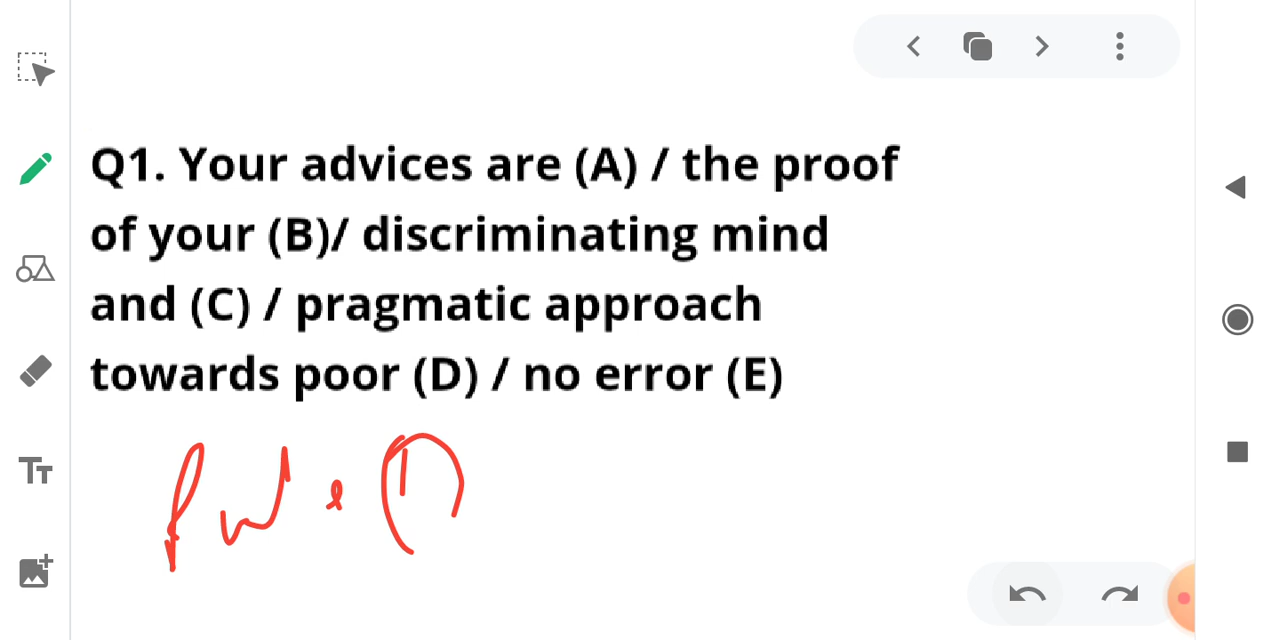 Q1. Your advices are (A) / the proof
of your (B)/ discriminating mind
and (C) / pragmatic approach
towards poor (D) / no error (E)